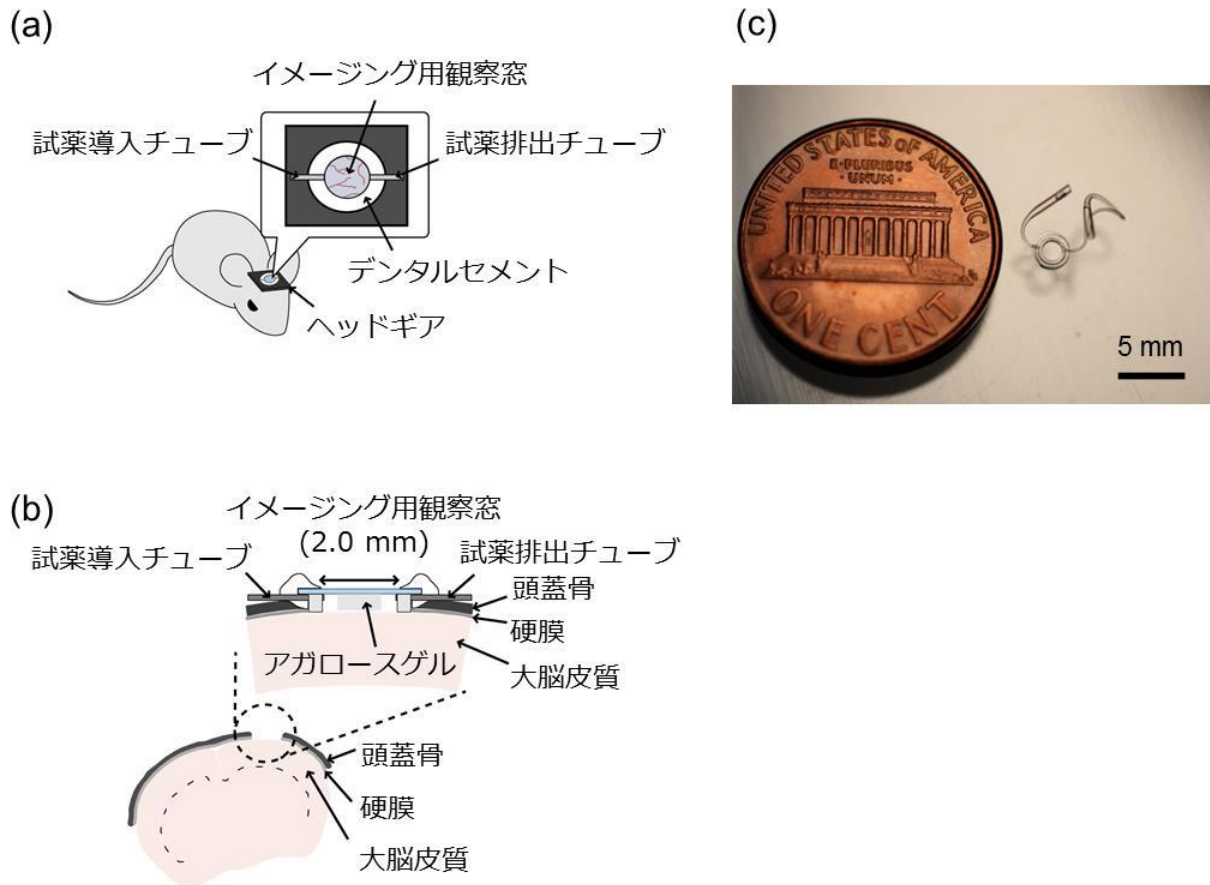 (a)
イメージング用観察窓
試薬導入チューブ
試薬排出チューブ
デンタルセメント
ヘッドギア
(c)
UNITED STATES OF AMERICA
E·PLURIBUS
·UNUM·
ONE CENT
5 mm
(b)
イメージング用観察窓
(2.0 mm)
試薬導入チューブ
試薬排出チューブ
頭蓋骨
硬膜
アガロースゲル
大脳皮質
頭蓋骨
硬膜
大脳皮質